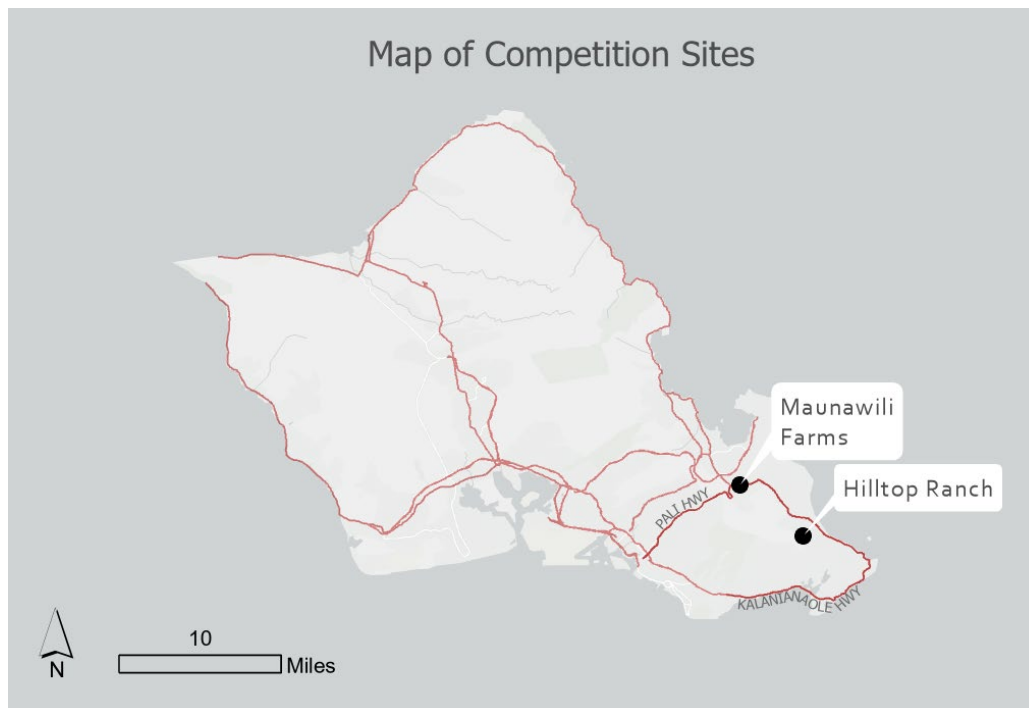 Map of Competition Sites
Maunawili
Farms
Hilltop Ranch
PALI HWY
KALANIANAOLE HWY
10
Miles
N